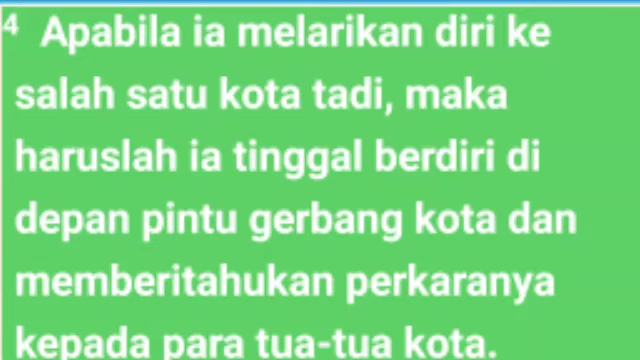 4 Apabila ia melarikan diri ke
salah satu kota tadi, maka
haruslah ia tinggal berdiri di
depan pintu gerbang kota dan
memberitahukan perkaranya
kepada para tua-tua kota.